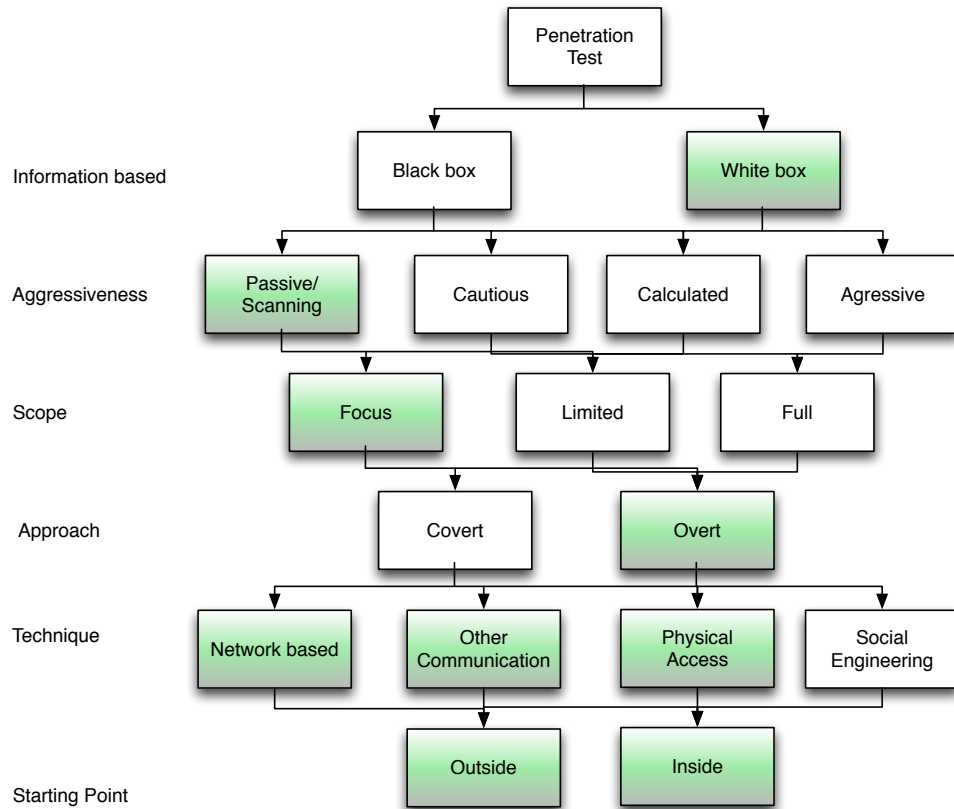 Penetration
Test
Information based
Black box
White box
Aggressiveness
Passive/
Scanning
Cautious
Calculated
Agressive
Scope
Focus
Limited
Full
Approach
Covert
Overt
Technique
Network based
Other
Communication
Physical
Access
Social
Engineering
Outside
Inside
Starting Point